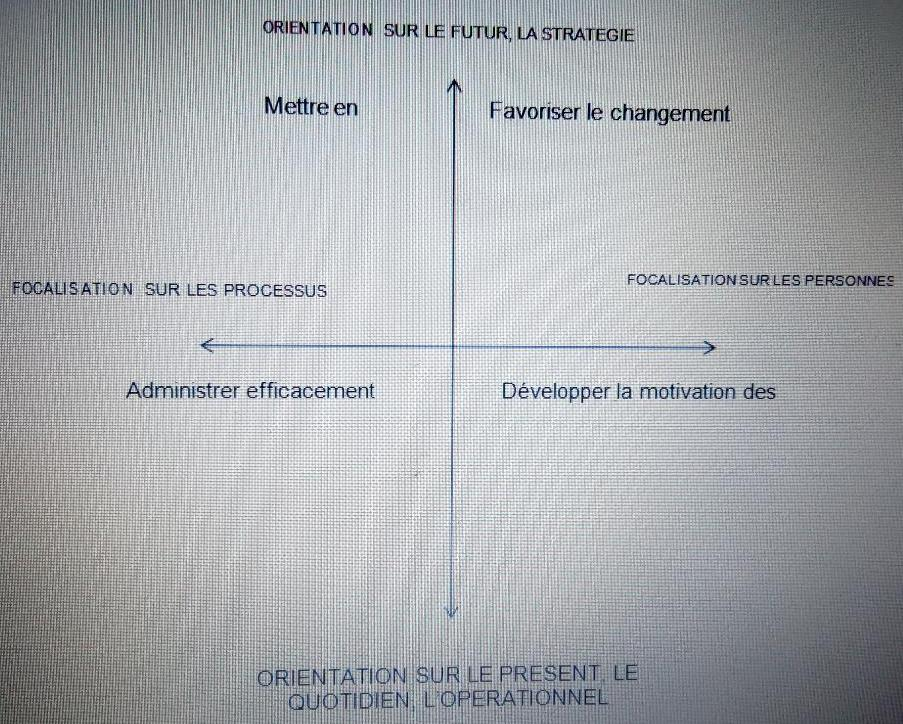 ORIENTATION SUR LE FUTUR, LA STRATEGIE
Mettre en
Favoriser le changement
FOCALISATION SUR LES PROCESSUS
FOCALISATION SUR LES PERSONNES
Administrer efficacement
Développer la motivation des
ORIENTATION SUR LE PRESENT, LE
QUOTIDIEN, L'OPERATIONNEL